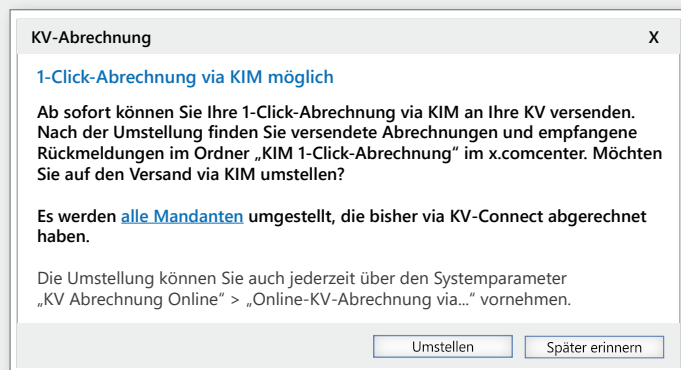 KV-Abrechnung X
1-Click-Abrechnung via KIM möglich
Ab sofort können Sie Ihre 1-Click-Abrechnung via KIM an Ihre KV versenden.
Nach der Umstellung finden Sie versendete Abrechnungen und empfangene
Rückmeldungen im Ordner „KIM 1-Click-Abrechnung“ im x.comcenter. Möchten
Sie auf den Versand via KIM umstellen?
Es werden alle Mandanten umgestellt, die bisher via KV-Connect abgerechnet
haben.
Die Umstellung können Sie auch jederzeit über den Systemparameter
„KV Abrechnung Online“ > „Online-KV-Abrechnung via...“ vornehmen.
Umstellen Später erinnern